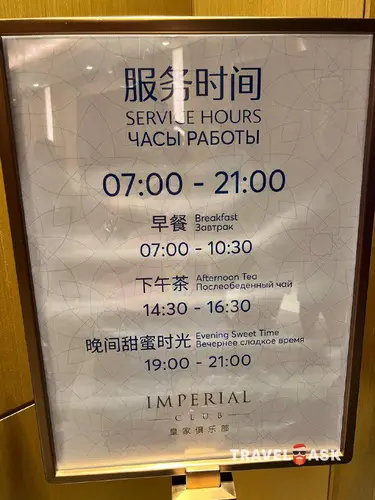 服务时间
SERVICE HOURS
ЧАСЫ РАБОТЫ
07:00 - 21:00
早餐 Breakfast
Завтрак
07:00 - 10:30
下午茶 Afternoon Tea
Послеобеденный чай
14:30 - 16:30
晚间甜蜜时光 Evening Sweet Time
Вечернее сладкое время
19:00 - 21:00
IMPERIAL
CLUB
皇家俱乐部
TRAVEL ASK